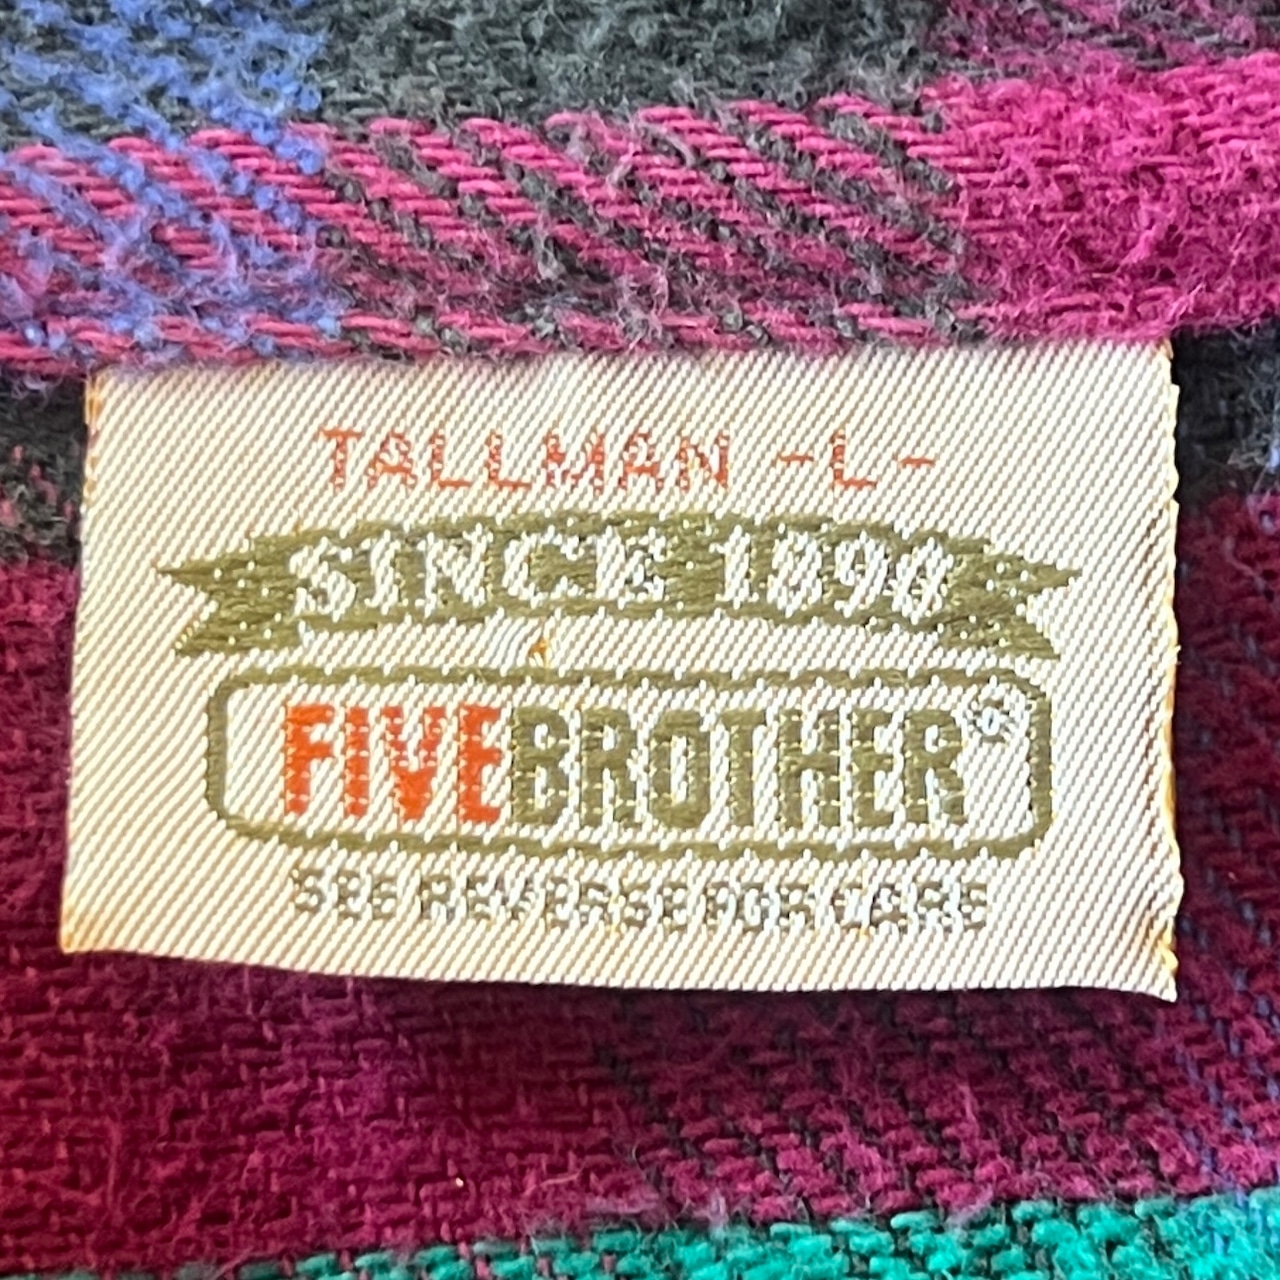 TALLMAN -L-
SINCE 1890
FIVEBROTHER®
SEE REVERSE FOR CARE